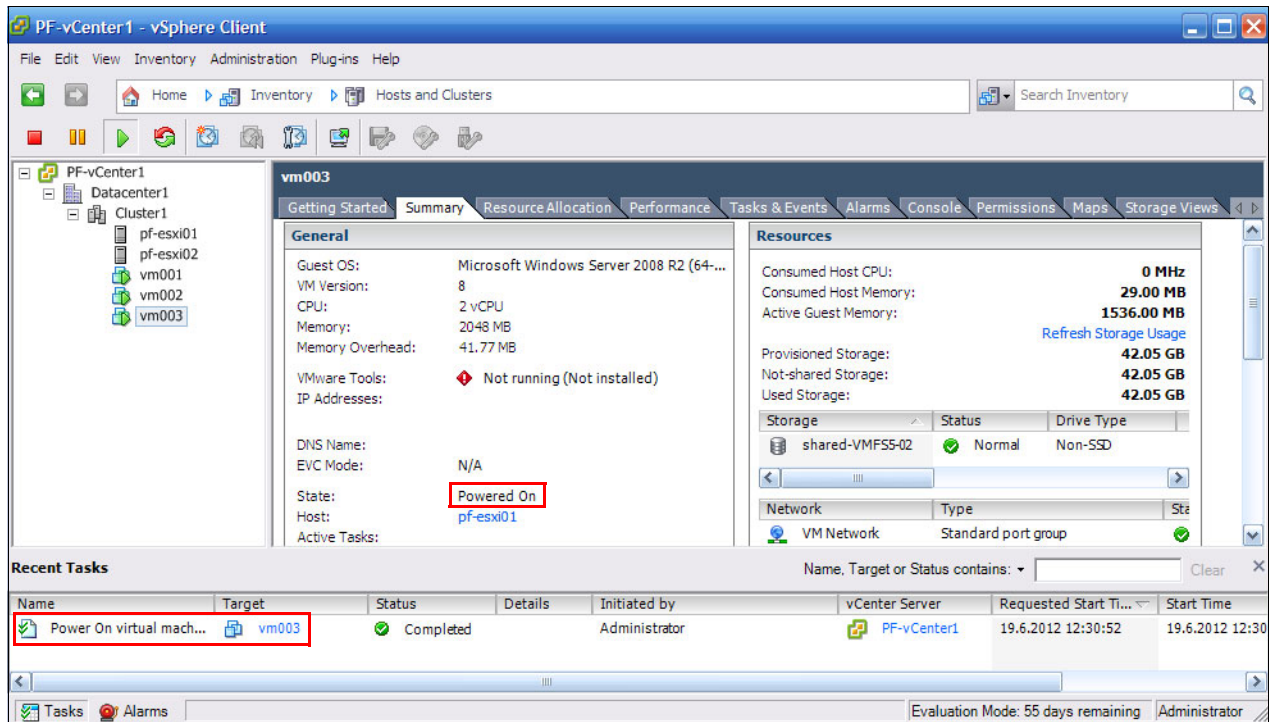 PF-vCenter1 - vSphere Client
File Edit View Inventory Administration Plug-ins Help
Home Inventory Hosts and Clusters
Search Inventory
PF-vCenter1
Datacenter1
Cluster1
pf-esxi01
pf-esxi02
vm001
vm002
vm003
vm003
Getting Started Summary Resource Allocation Performance Tasks & Events Alarms Console Permissions Maps Storage Views
General
Guest OS: Microsoft Windows Server 2008 R2 (64-...
VM Version: 8
CPU: 2 vCPU
Memory: 2048 MB
Memory Overhead: 41.77 MB
VMware Tools: Not running (Not installed)
IP Addresses:
DNS Name:
EVC Mode: N/A
State: Powered On
Host: pf-esxi01
Active Tasks:
Resources
Consumed Host CPU: 0 MHz
Consumed Host Memory: 29.00 MB
Active Guest Memory: 1536.00 MB
Refresh Storage Usage
Provisioned Storage: 42.05 GB
Not-shared Storage: 42.05 GB
Used Storage: 42.05 GB
Storage Status Drive Type
shared-VMFS5-02 Normal Non-SSD
Network Type Sta
VM Network Standard port group
Recent Tasks
Name, Target or Status contains: Clear
Name Target Status Details Initiated by vCenter Server Requested Start Ti... Start Time
Power On virtual mach... vm003 Completed Administrator PF-vCenter1 19.6.2012 12:30:52 19.6.2012 12:30
Tasks Alarms Evaluation Mode: 55 days remaining Administrator